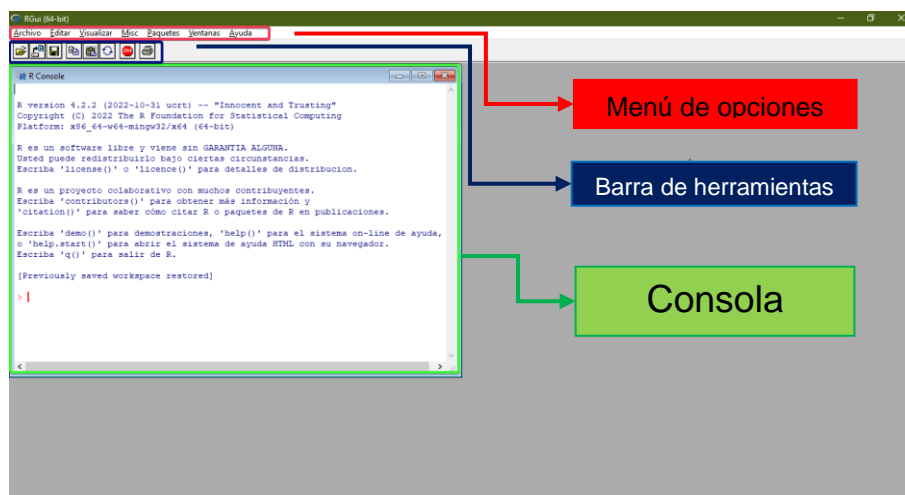 RGui (64-bit)
Archivo Editar Visualizar Misc Paquetes Ventanas Ayuda
STOP
R Console
R version 4.2.2 (2022-10-31 ucrt) -- "Innocent and Trusting"
Copyright (C) 2022 The R Foundation for Statistical Computing
Platform: x86_64-w64-mingw32/x64 (64-bit)
R es un software libre y viene sin GARANTIA ALGUNA.
Usted puede redistribuirlo bajo ciertas circunstancias.
Escriba 'license()' o 'licence()' para detalles de distribucion.
R es un proyecto colaborativo con muchos contribuyentes.
Escriba 'contributors()' para obtener más información y
'citation()' para saber cómo citar R o paquetes de R en publicaciones.
Escriba 'demo()' para demostraciones, 'help()' para el sistema on-line de ayuda,
o 'help.start()' para abrir el sistema de ayuda HTML con su navegador.
Escriba 'q()' para salir de R.
[Previously saved workspace restored]
>
Menú de opciones
Barra de herramientas
Consola